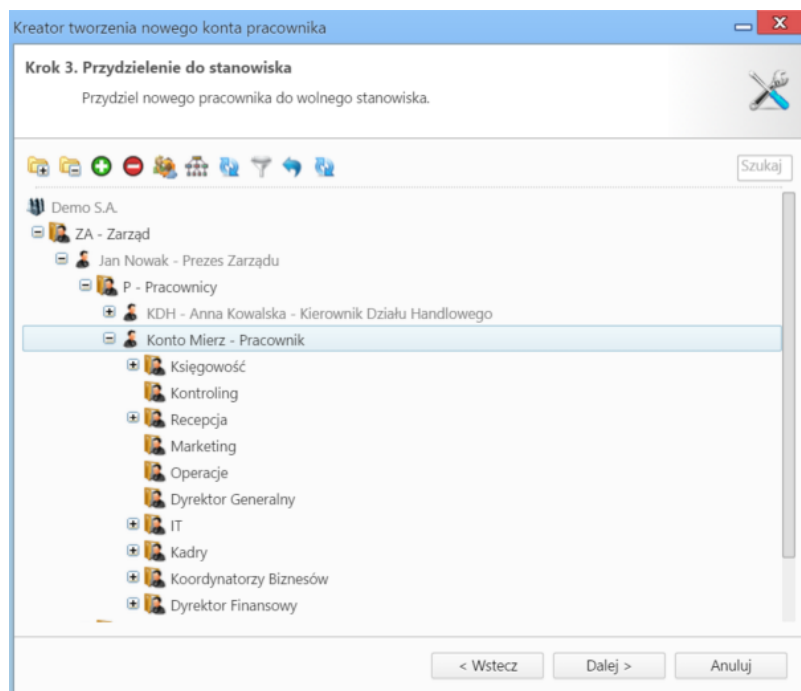 Kreator tworzenia nowego konta pracownika
Krok 3. Przydzielenie do stanowiska
Przydziel nowego pracownika do wolnego stanowiska.
Szukaj
Demo S.A.
ZA - Zarząd
Jan Nowak - Prezes Zarządu
P - Pracownicy
KDH - Anna Kowalska - Kierownik Działu Handlowego
Konto Mierz - Pracownik
Księgowość
Kontroling
Recepcja
Marketing
Operacje
Dyrektor Generalny
IT
Kadry
Koordynatorzy Biznesów
Dyrektor Finansowy
< Wstecz
Dalej >
Anuluj